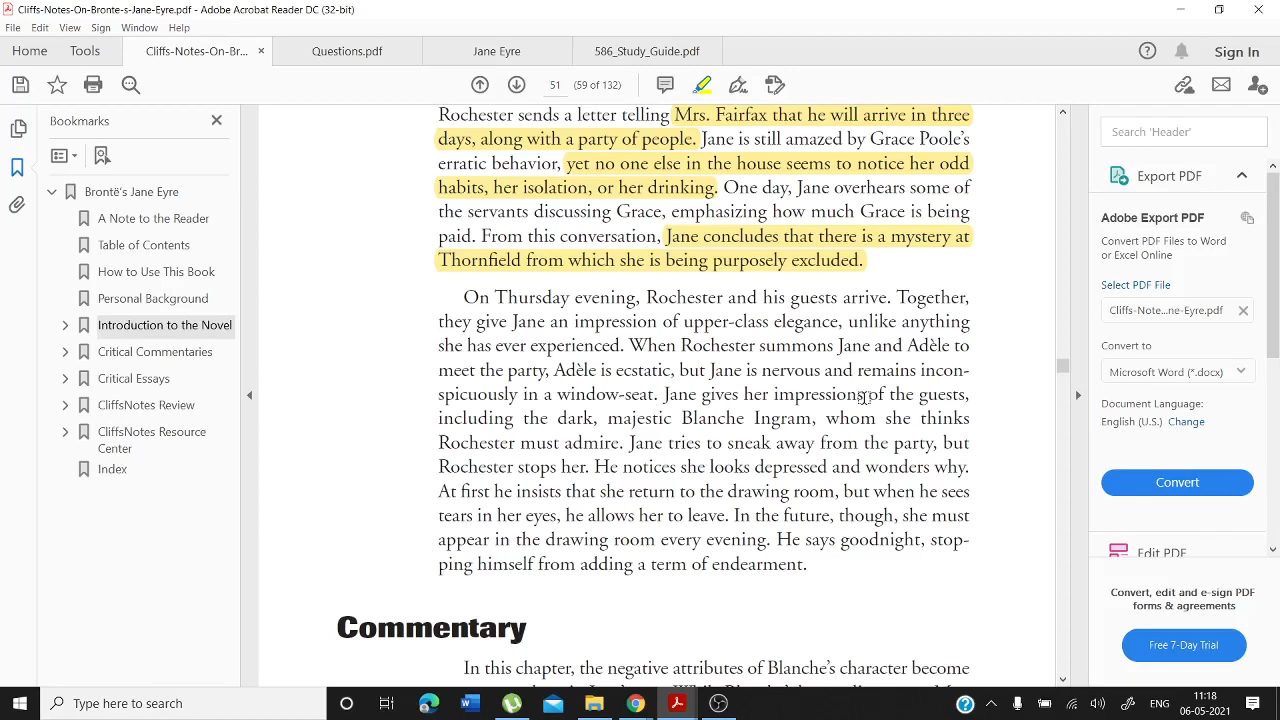 Cliffs-Notes-On-Bronte-s-Jane-Eyre.pdf - Adobe Acrobat Reader DC (32-bit)
File Edit View Sign Window Help
Home Tools Cliffs-Notes-On-Br... × Questions.pdf Jane Eyre 586_Study_Guide.pdf Sign In
51 (59 of 132)
Bookmarks
Brontë's Jane Eyre
A Note to the Reader
Table of Contents
How to Use This Book
Personal Background
Introduction to the Novel
Critical Commentaries
Critical Essays
CliffsNotes Review
CliffsNotes Resource
Center
Index
Rochester sends a letter telling Mrs. Fairfax that he will arrive in three
days, along with a party of people. Jane is still amazed by Grace Poole's
erratic behavior, yet no one else in the house seems to notice her odd
habits, her isolation, or her drinking. One day, Jane overhears some of
the servants discussing Grace, emphasizing how much Grace is being
paid. From this conversation, Jane concludes that there is a mystery at
Thornfield from which she is being purposely excluded.
On Thursday evening, Rochester and his guests arrive. Together,
they give Jane an impression of upper-class elegance, unlike anything
she has ever experienced. When Rochester summons Jane and Adèle to
meet the party, Adèle is ecstatic, but Jane is nervous and remains incon-
spicuously in a window-seat. Jane gives her impressions of the guests,
including the dark, majestic Blanche Ingram, whom she thinks
Rochester must admire. Jane tries to sneak away from the party, but
Rochester stops her. He notices she looks depressed and wonders why.
At first he insists that she return to the drawing room, but when he sees
tears in her eyes, he allows her to leave. In the future, though, she must
appear in the drawing room every evening. He says goodnight, stop-
ping himself from adding a term of endearment.
Commentary
In this chapter, the negative attributes of Blanche's character become
Search 'Header'
Export PDF
Adobe Export PDF
Convert PDF Files to Word
or Excel Online
Select PDF File
Cliffs-Note...ne-Eyre.pdf
Convert to
Microsoft Word (*.docx)
Document Language:
English (U.S.) Change
Convert
Edit PDF
Convert, edit and e-sign PDF
forms & agreements
Free 7-Day Trial
Type here to search
ENG
11:18
06-05-2021